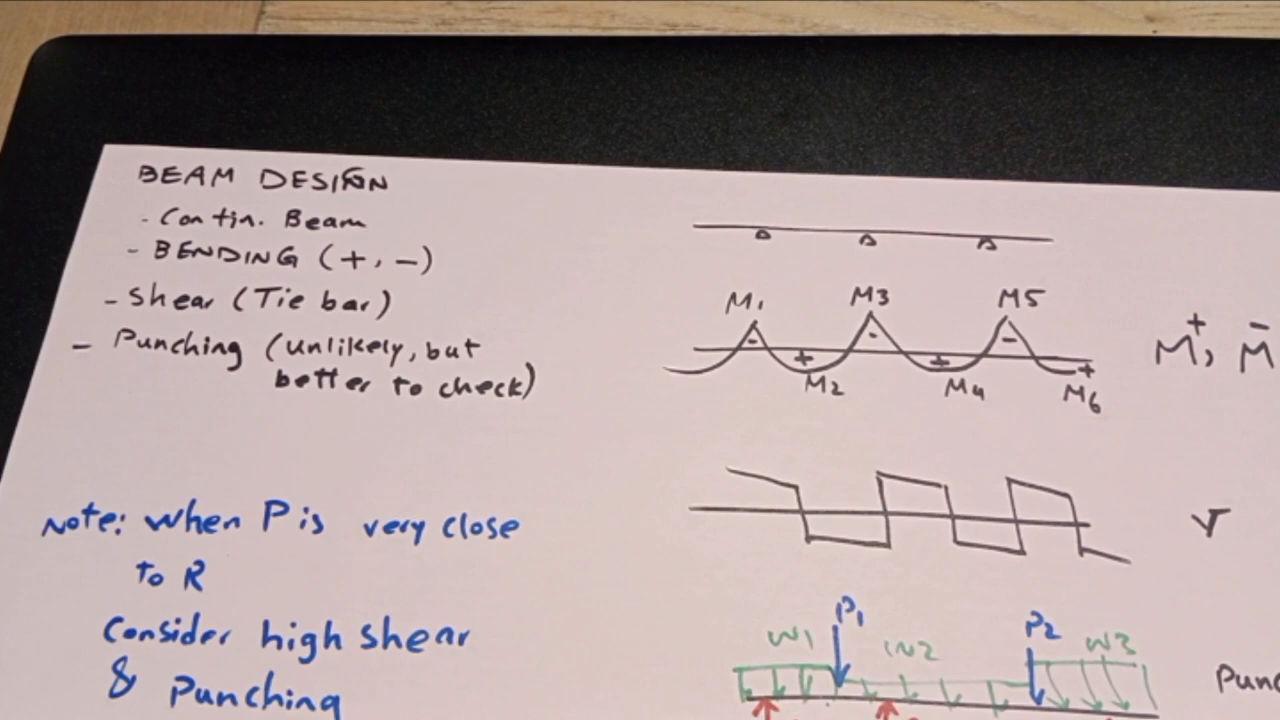 BEAM DESIGN
- Contin. Beam
- BENDING (+, -)
- Shear (Tie bar)
- Punching (unlikely, but
better to check)
Note: when P is very close
to R
Consider high shear
& Punching
M1 M3 M5
- - -
+ + +
M2 M4 M6
M+, M-
V
P1 P2
W1 W2 W3